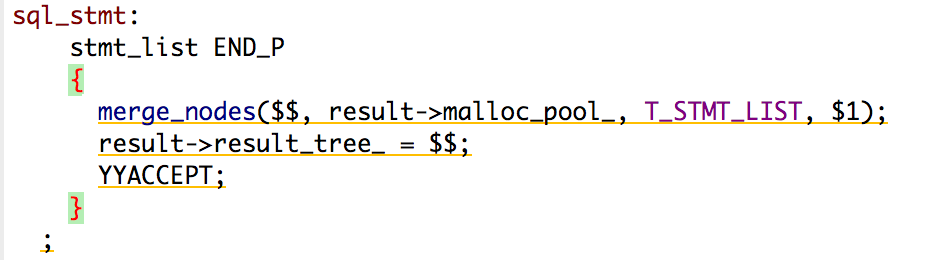 sql_stmt:
    stmt_list END_P
    {
      merge_nodes($$, result->malloc_pool_, T_STMT_LIST, $1);
      result->result_tree_ = $$;
      YYACCEPT;
    }
  ;